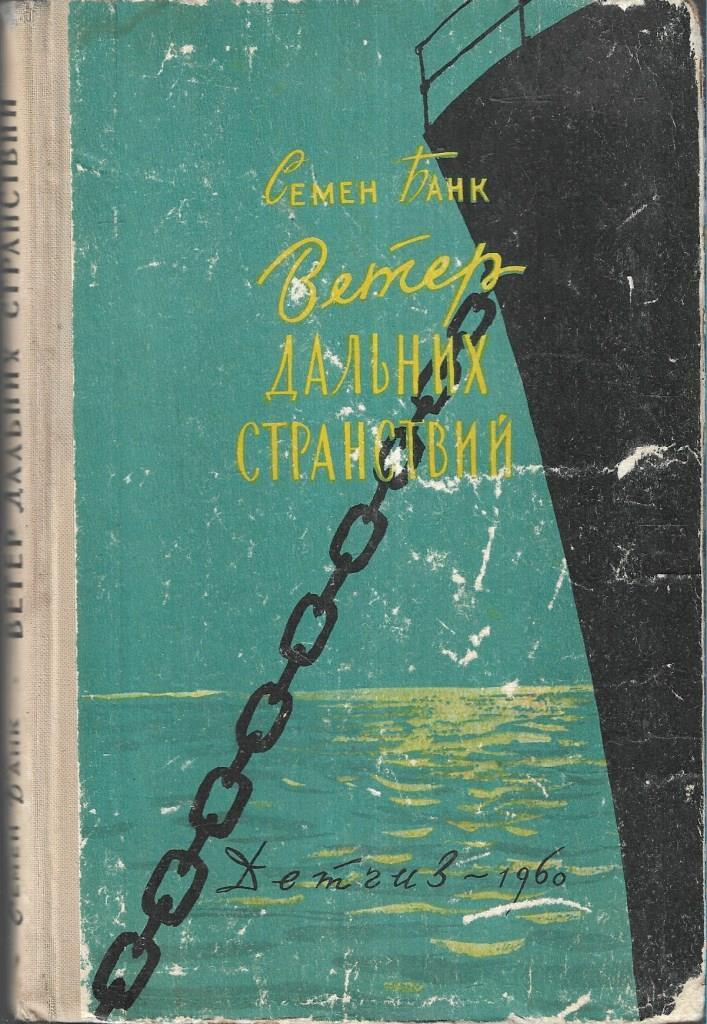 Семен Банк
Ветер
ДАЛЬНИХ
СТРАНСТВИЙ
Детгиз – 1960
СЕМЕН БАНК · ВЕТЕР ДАЛЬНИХ СТРАНСТВИЙ